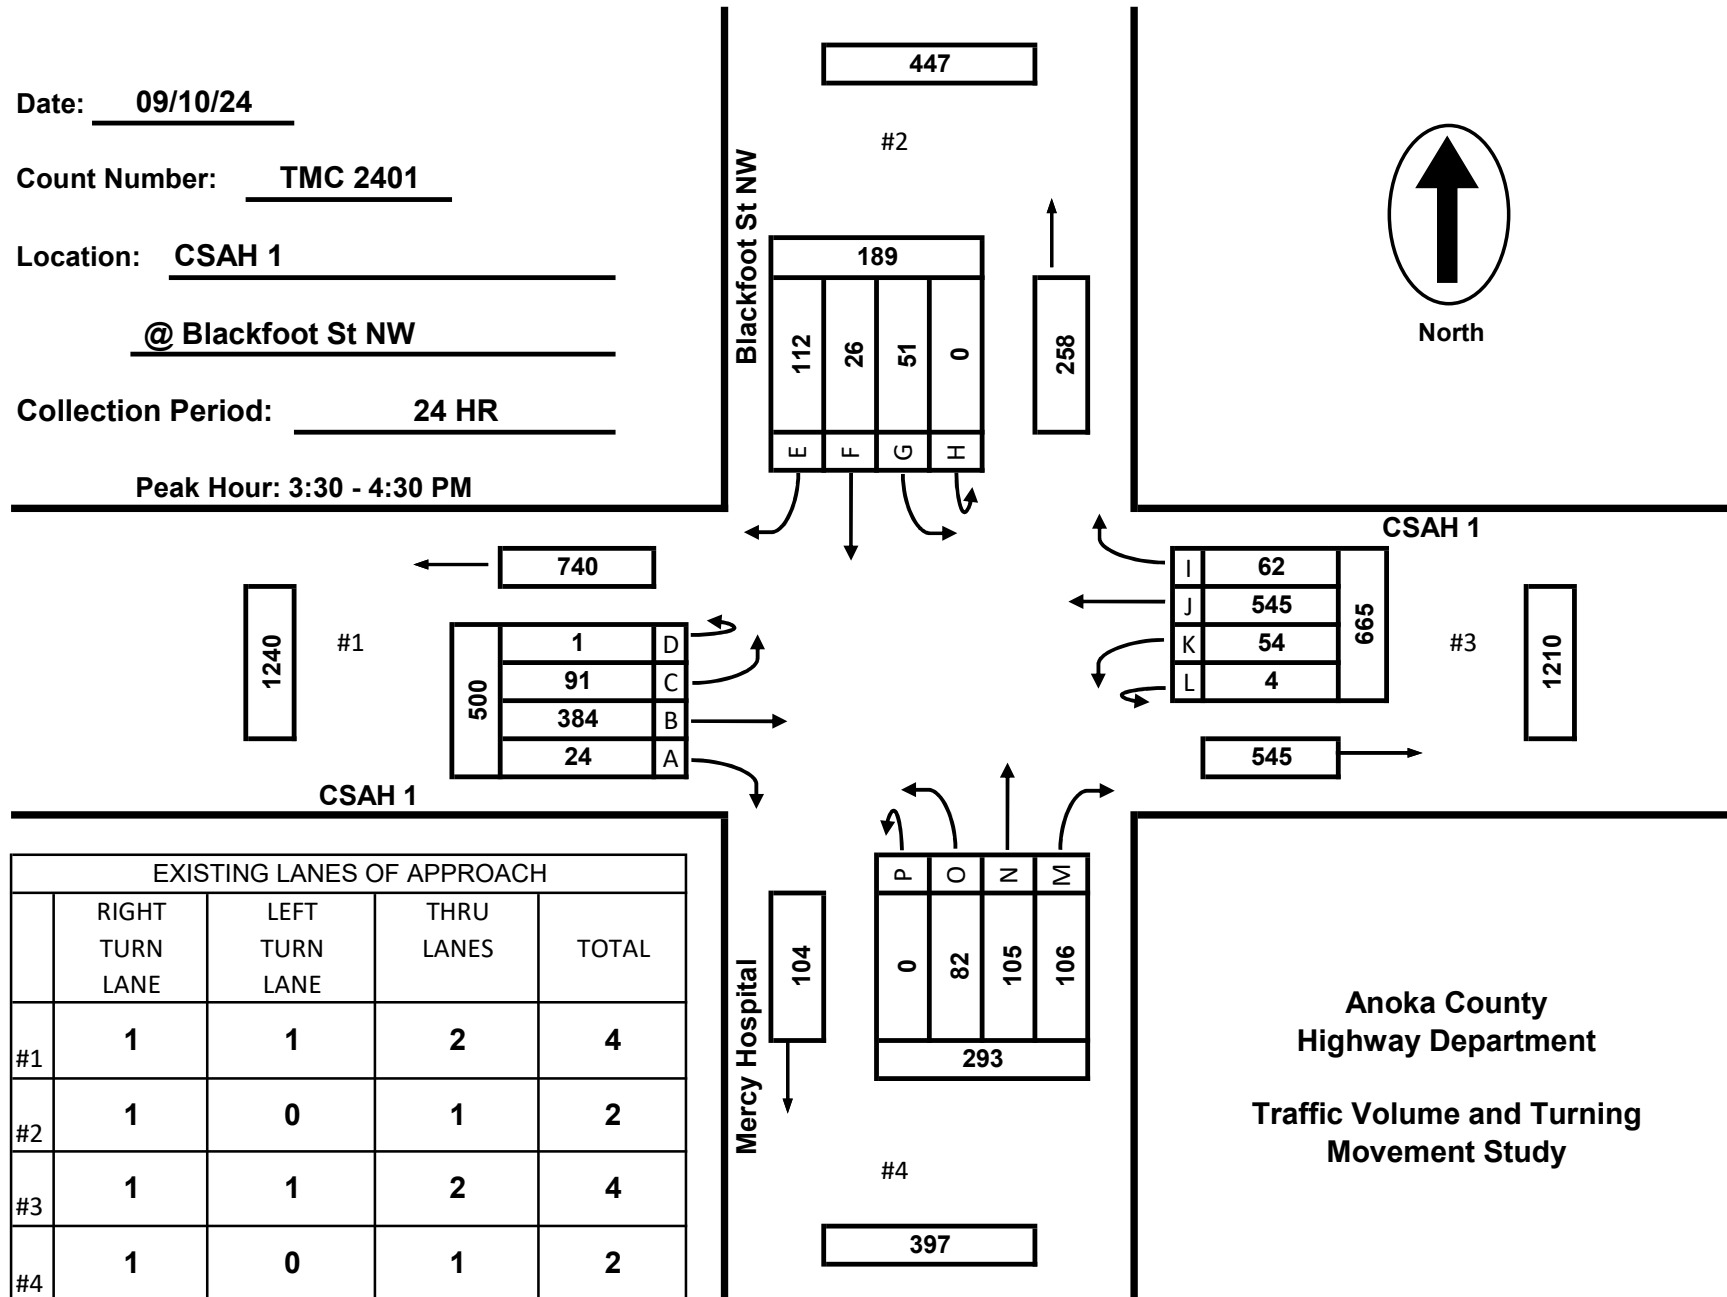 Date: 09/10/24
Count Number: TMC 2401
Location: CSAH 1
@ Blackfoot St NW
Collection Period: 24 HR
Peak Hour: 3:30 - 4:30 PM
447
#2
Blackfoot St NW
189
112 26 51 0
E F G H
258
North
CSAH 1
740
1240
#1
500
1 D
91 C
384 B
24 A
CSAH 1
I 62
J 545
K 54
L 4
665
#3
1210
545
P O N M
0 82 105 106
293
104
Mercy Hospital
#4
397
EXISTING LANES OF APPROACH
RIGHT TURN LANE
LEFT TURN LANE
THRU LANES
TOTAL
#1 1 1 2 4
#2 1 0 1 2
#3 1 1 2 4
#4 1 0 1 2
Anoka County
Highway Department
Traffic Volume and Turning
Movement Study